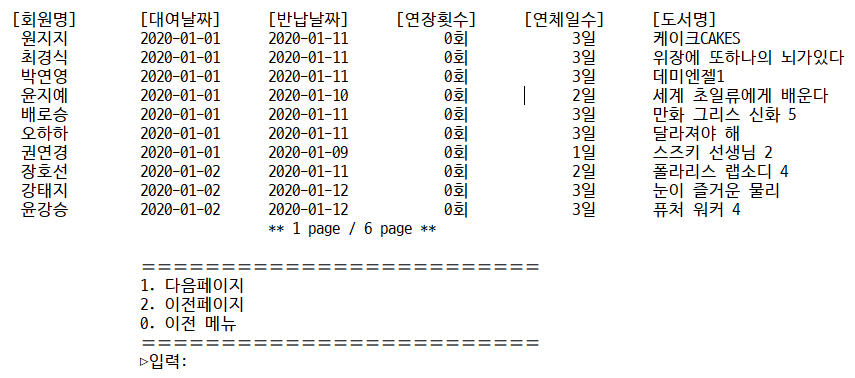 [회원명] [대여날짜] [반납날짜] [연장횟수] [연체일수] [도서명]
원지지 2020-01-01 2020-01-11 0회 3일 케이크CAKES
최경식 2020-01-01 2020-01-11 0회 3일 위장에 또하나의 뇌가있다
박연영 2020-01-01 2020-01-11 0회 3일 데미엔젤1
윤지예 2020-01-01 2020-01-10 0회 2일 세계 초일류에게 배운다
배로승 2020-01-01 2020-01-11 0회 3일 만화 그리스 신화 5
오하하 2020-01-01 2020-01-11 0회 3일 달라져야 해
권연경 2020-01-01 2020-01-09 0회 1일 스즈키 선생님 2
장호선 2020-01-02 2020-01-11 0회 2일 폴라리스 랩소디 4
강태지 2020-01-02 2020-01-12 0회 3일 눈이 즐거운 물리
윤강승 2020-01-02 2020-01-12 0회 3일 퓨처 워커 4
** 1 page / 6 page **
=========================
1. 다음페이지
2. 이전페이지
0. 이전 메뉴
=========================
▷입력: